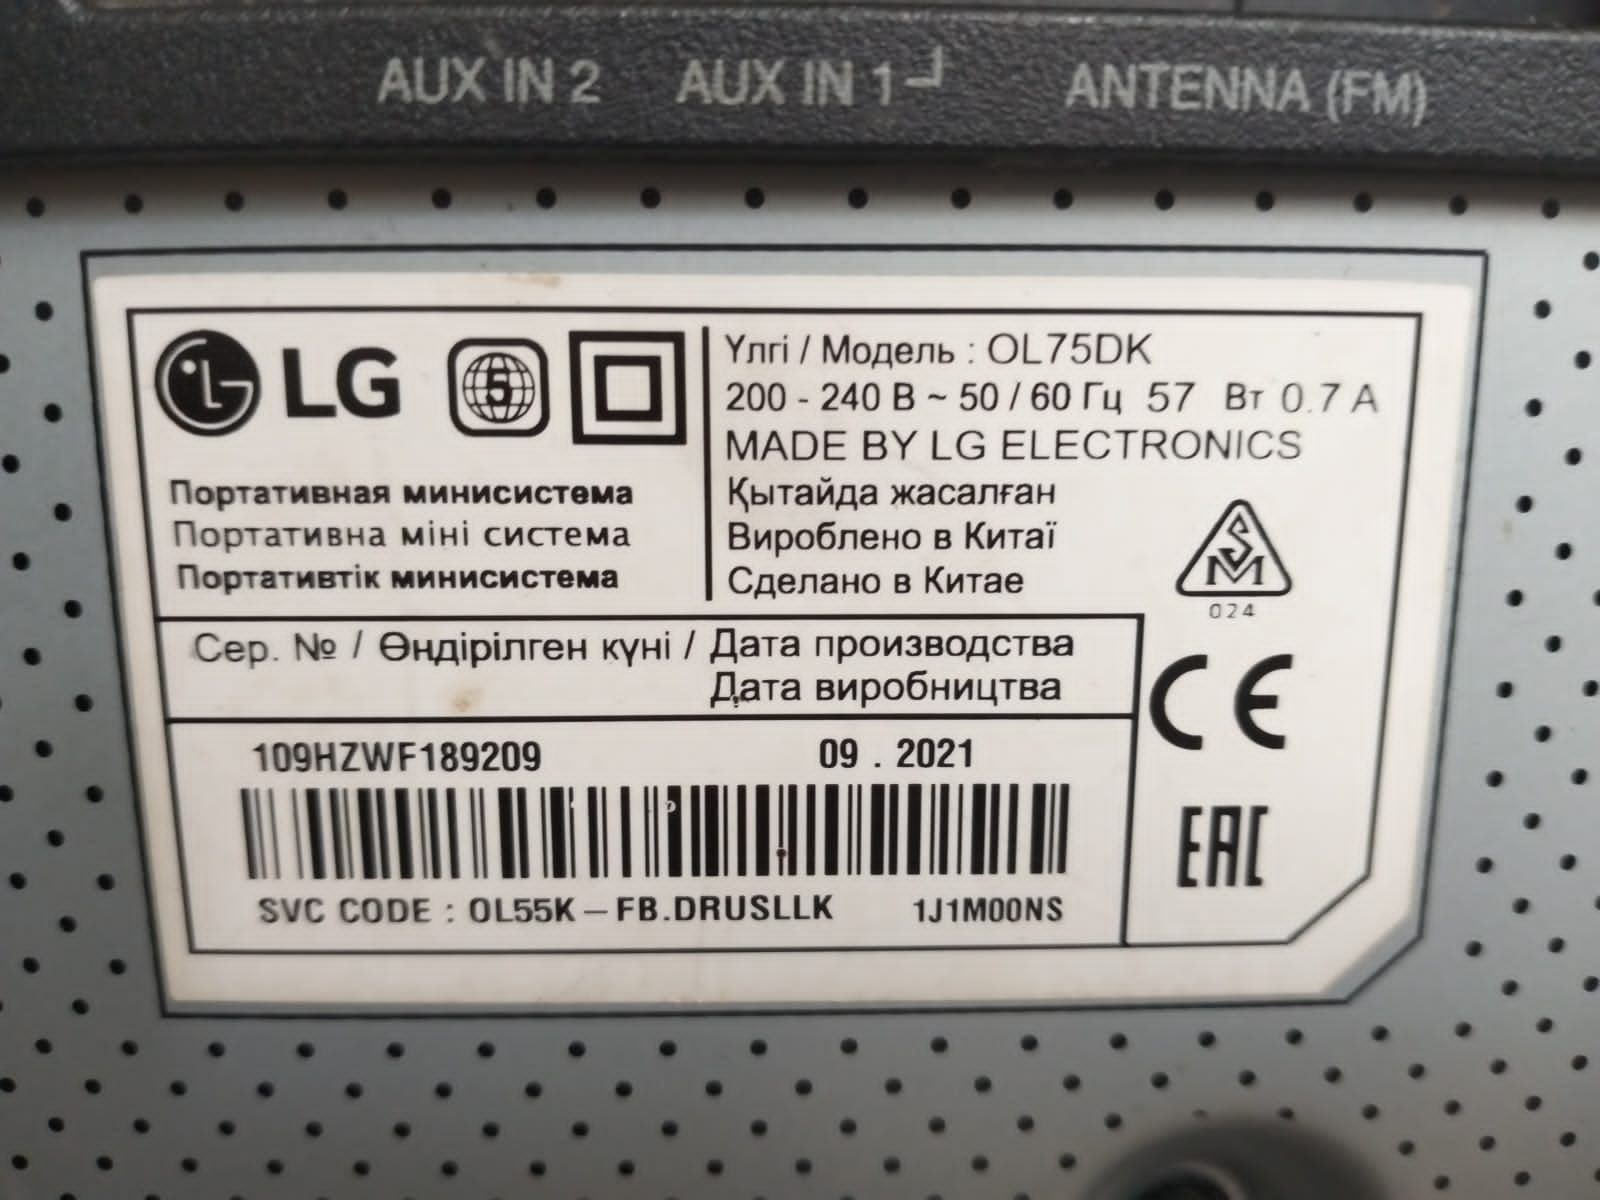 AUX IN 2 AUX IN 1 ANTENNA (FM)
LG 5
Портативная минисистема
Портативна міні система
Портативтік минисистема
Үлгі / Модель : OL75DK
200 - 240 В ~ 50 / 60 Гц 57 Вт 0.7 А
MADE BY LG ELECTRONICS
Қытайда жасалған
Вироблено в Китаї
Сделано в Китае
SM
024
Сер. № / Өндірілген күні / Дата производства
Дата виробництва
CE
109HZWF189209 09 . 2021
EAC
SVC CODE : OL55K – FB.DRUSLLK 1J1M00NS